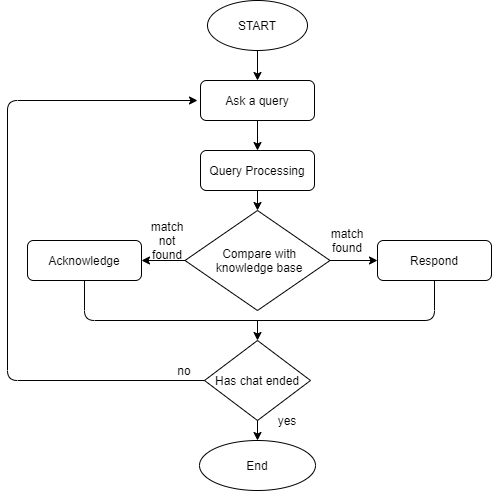 START
Ask a query
Query Processing
match
not
found
match
found
Compare with
knowledge base
Acknowledge
Respond
no
Has chat ended
yes
End